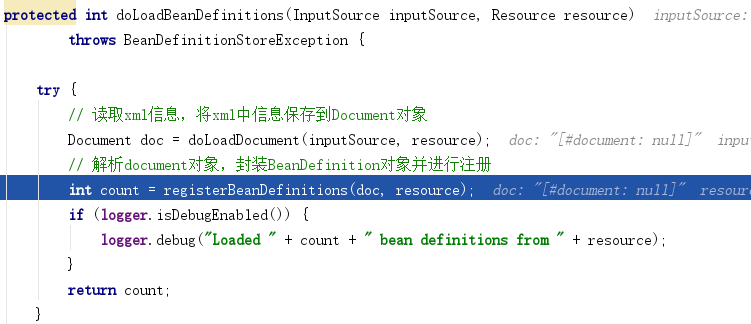 protected int doLoadBeanDefinitions(InputSource inputSource, Resource resource)  inputSource:
        throws BeanDefinitionStoreException {
    try {
        // 读取xml信息，将xml中信息保存到Document对象
        Document doc = doLoadDocument(inputSource, resource);  doc: "[#document: null]"  inpu
        // 解析document对象，封装BeanDefinition对象并进行注册
        int count = registerBeanDefinitions(doc, resource);  doc: "[#document: null]"  resour
        if (logger.isDebugEnabled()) {
            logger.debug("Loaded " + count + " bean definitions from " + resource);
        }
        return count;
    }